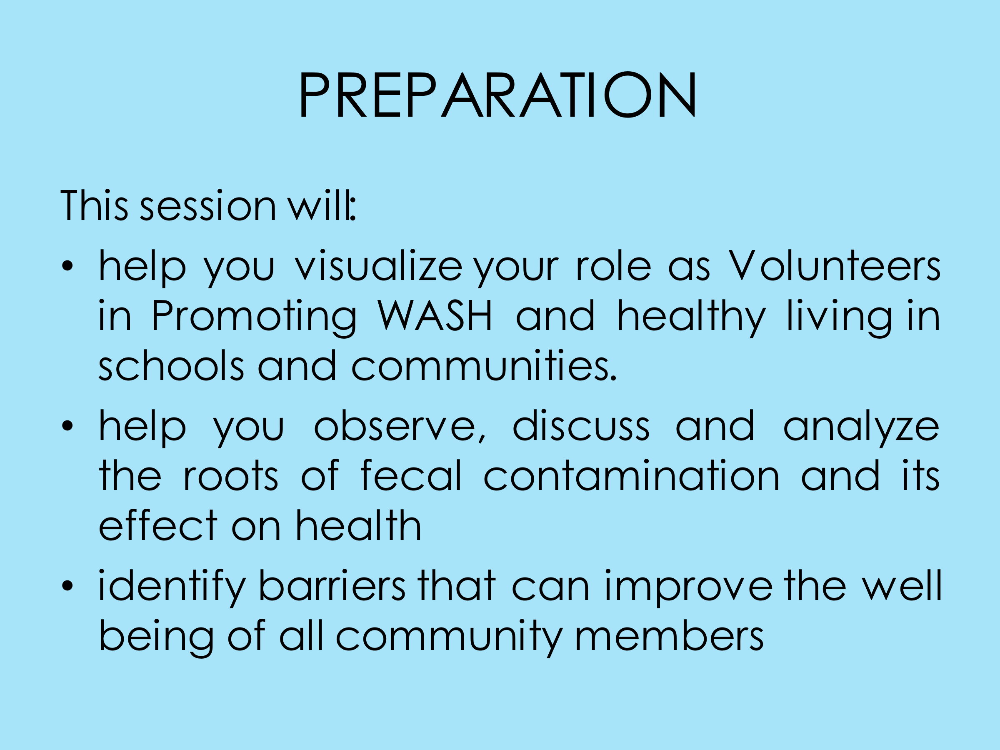 PREPARATION
This session will:
• help you visualize your role as Volunteers
in Promoting WASH and healthy living in
schools and communities.
• help you observe, discuss and analyze
the roots of fecal contamination and its
effect on health
• identify barriers that can improve the well
being of all community members